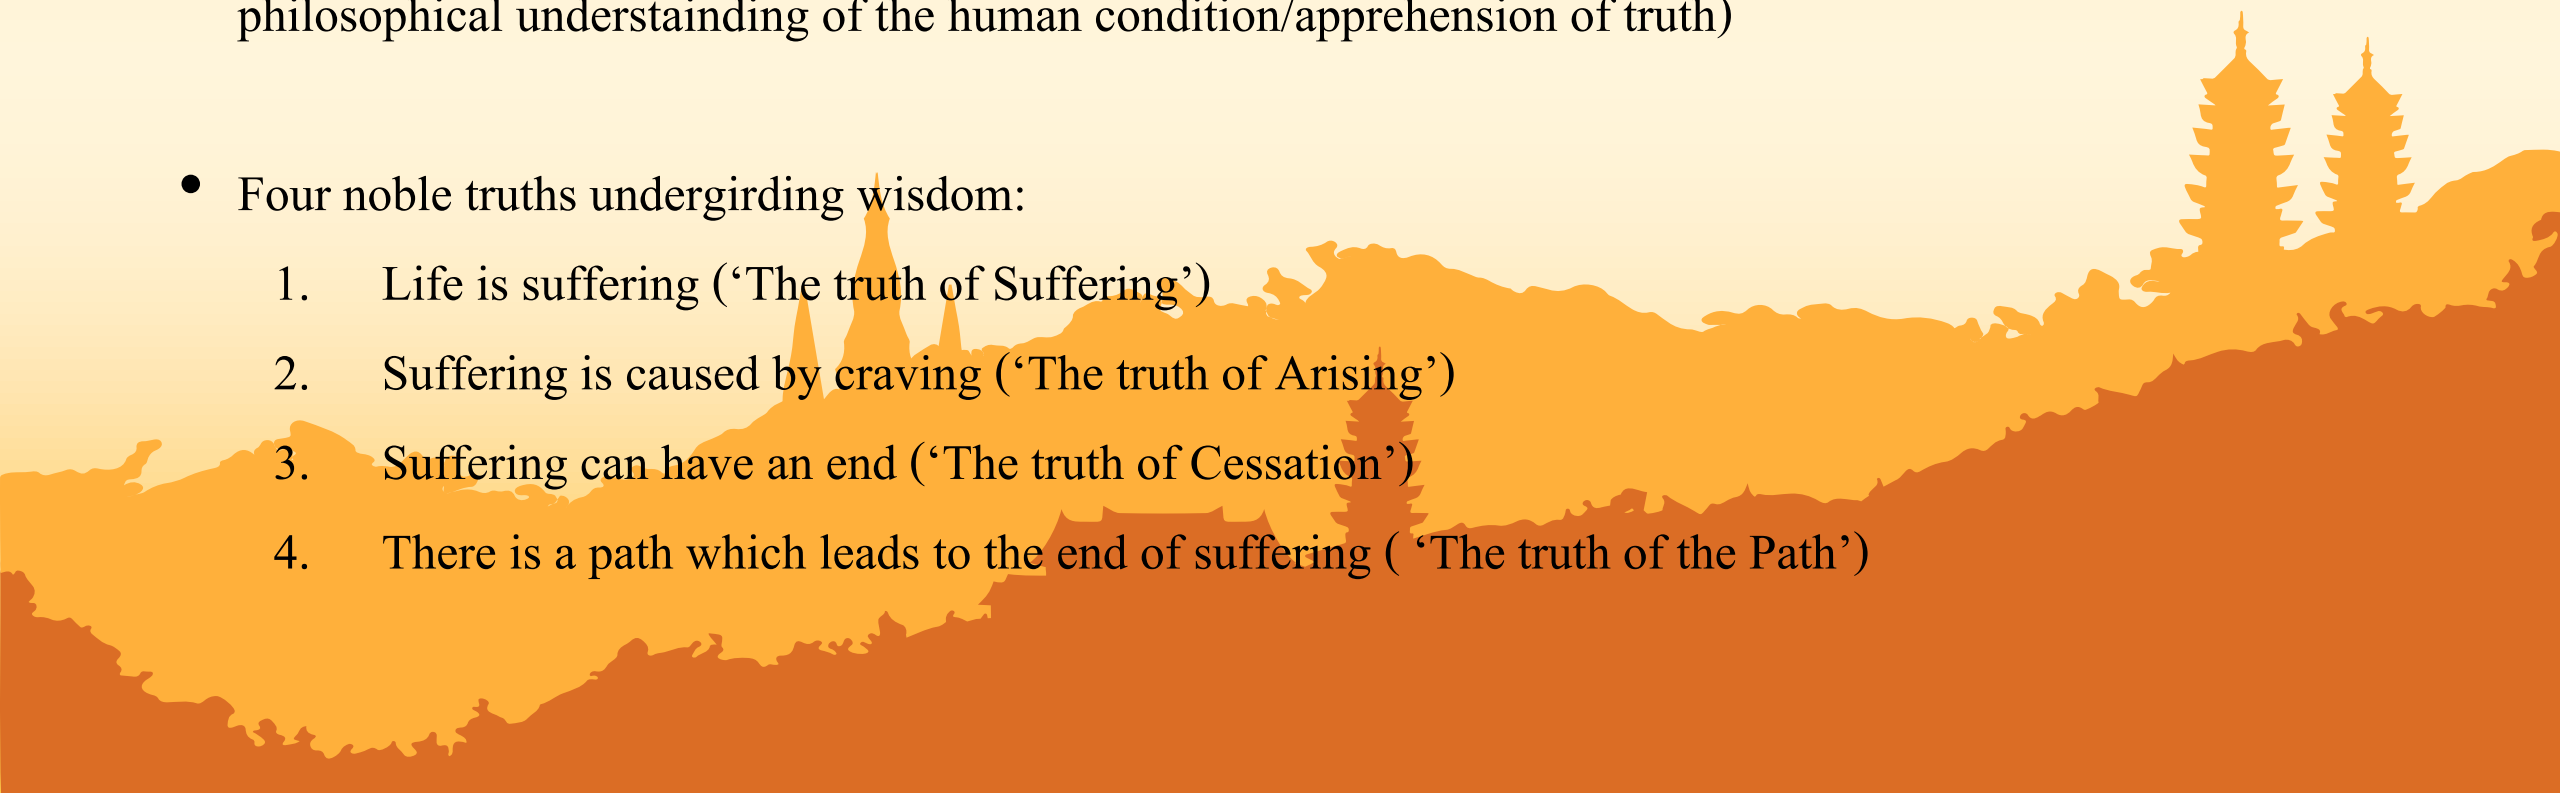 philosophical understainding of the human condition/apprehension of truth)
• Four noble truths undergirding wisdom:
1. Life is suffering (‘The truth of Suffering’)
2. Suffering is caused by craving (‘The truth of Arising’)
3. Suffering can have an end (‘The truth of Cessation’)
4. There is a path which leads to the end of suffering ( ‘The truth of the Path’)